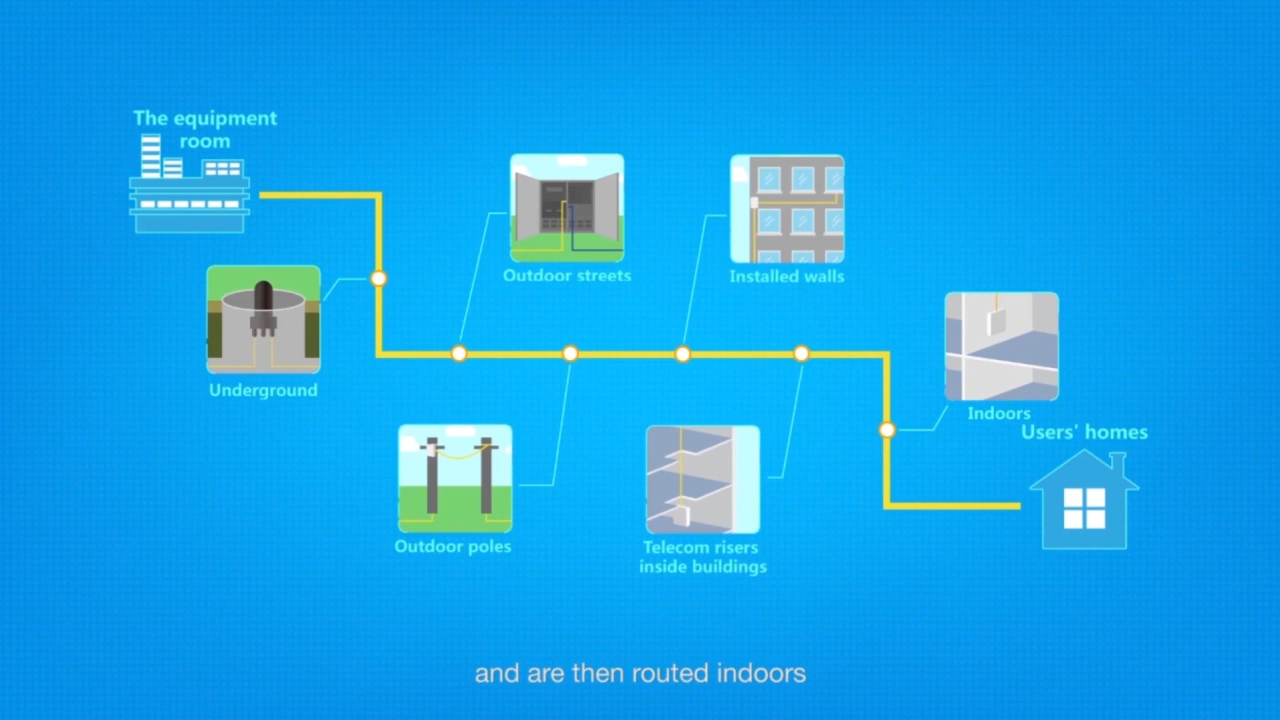 The equipment
room
Outdoor streets
Installed walls
Underground
Indoors
Users' homes
Outdoor poles
Telecom risers
inside buildings
and are then routed indoors